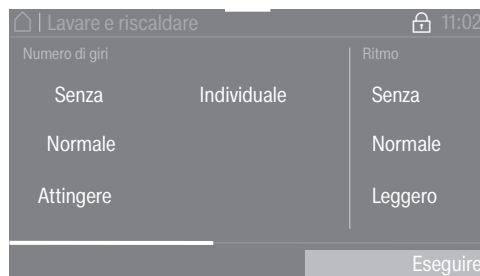 | Lavare e riscaldare 11:02
Numero di giri Ritmo
Senza Individuale Senza
Normale Normale
Attingere Leggero
Eseguire